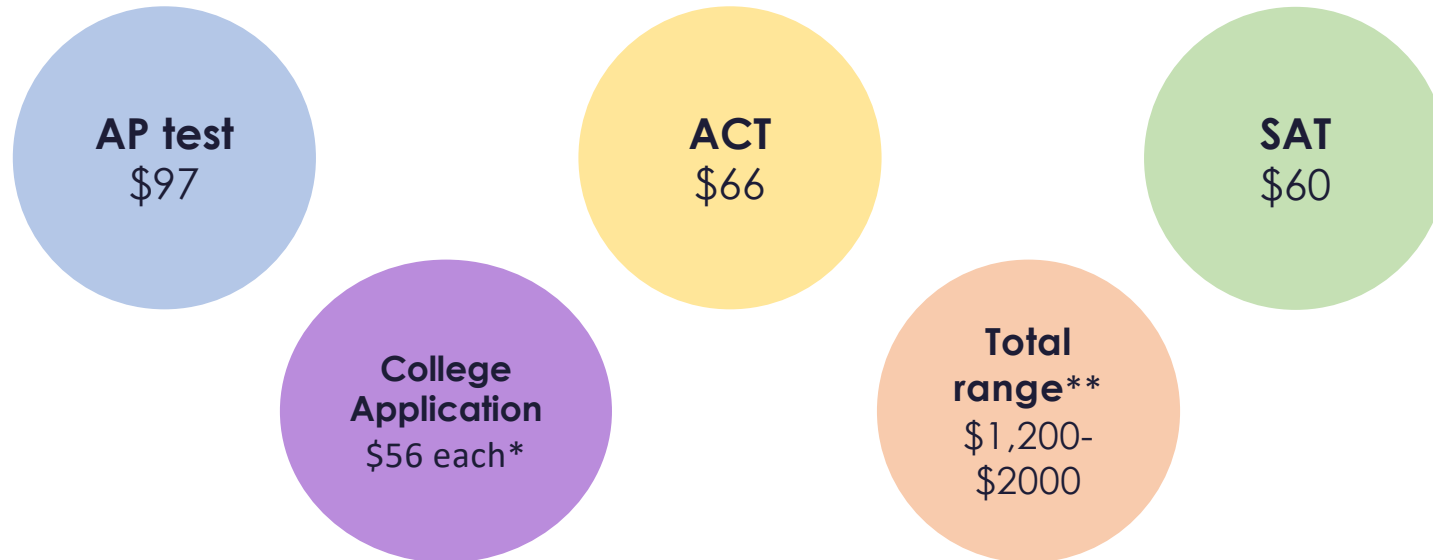 AP test
$97
ACT
$66
SAT
$60
College
Application
$56 each*
Total
range**
$1,200-
$2000